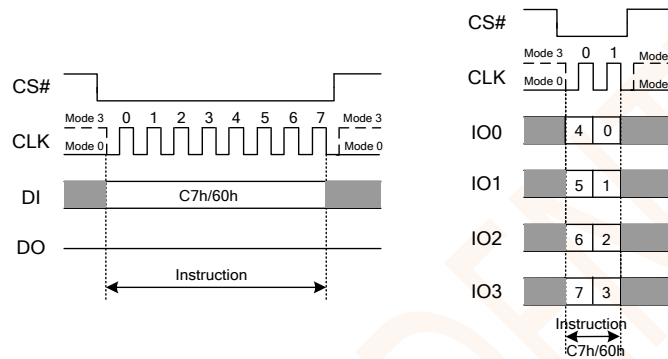 CS#
Mode 3 0 1 2 3 4 5 6 7 Mode 3
CLK
Mode 0 Mode 0
DI C7h/60h
DO
Instruction
CS#
Mode 3 0 1 Mode
CLK
Mode 0 Mode
IO0 4 0
IO1 5 1
IO2 6 2
IO3 7 3
Instruction
C7h/60h